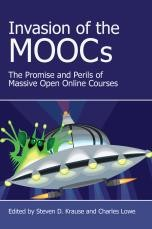 Invasion of the
MOOCs
The Promise and Perils of
Massive Open Online Courses
Edited by Steven D. Krause and Charles Lowe